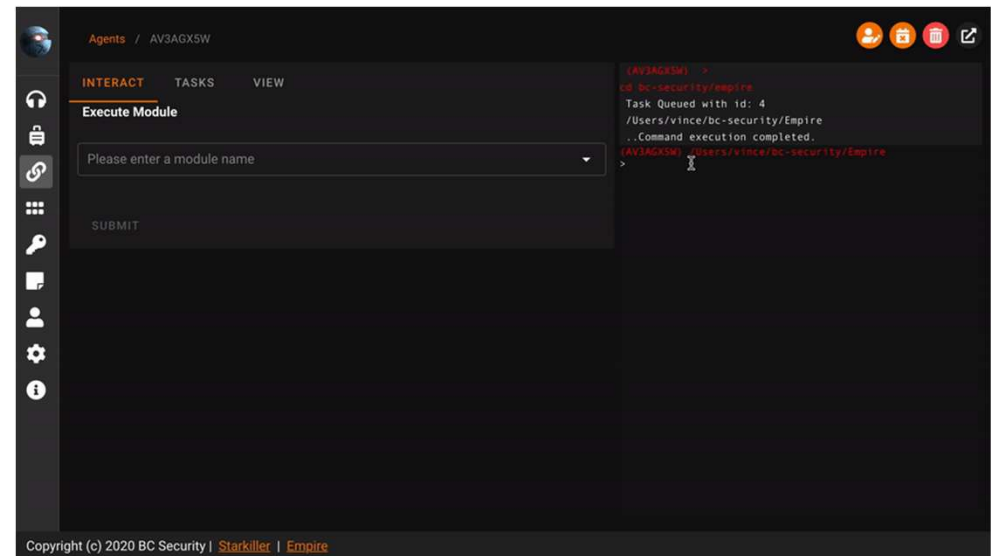 Agents / AV3AGX5W
INTERACT TASKS VIEW
Execute Module
Please enter a module name
SUBMIT
(AV3AGX5W) >
cd bc-security/empire
Task Queued with id: 4
/Users/vince/bc-security/Empire
..Command execution completed.
(AV3AGX5W) /Users/vince/bc-security/Empire
>
Copyright (c) 2020 BC Security | Starkiller | Empire